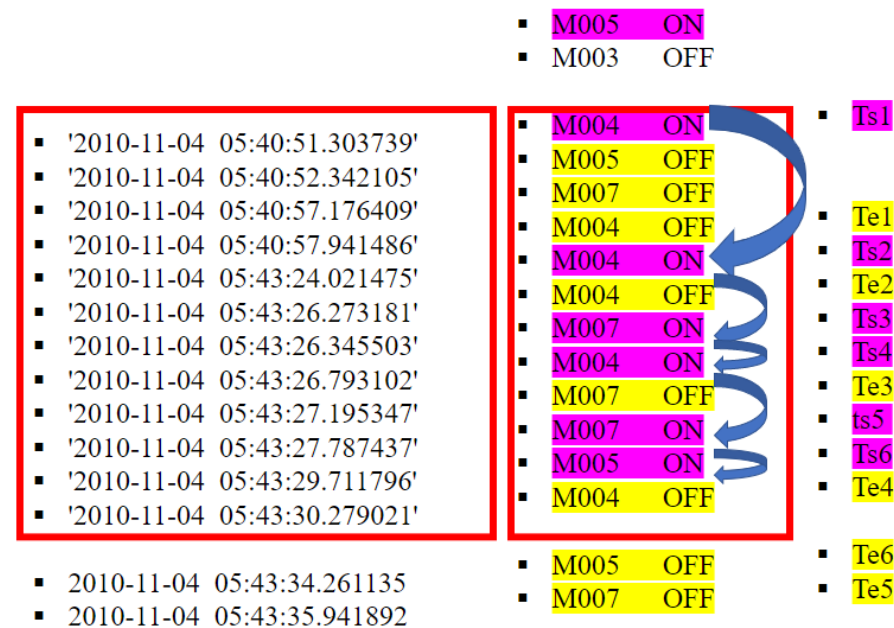 M005 ON
M003 OFF
'2010-11-04 05:40:51.303739' M004 ON Ts1
'2010-11-04 05:40:52.342105' M005 OFF
'2010-11-04 05:40:57.176409' M007 OFF
'2010-11-04 05:40:57.941486' M004 OFF Te1
'2010-11-04 05:43:24.021475' M004 ON Ts2
'2010-11-04 05:43:26.273181' M004 OFF Te2
'2010-11-04 05:43:26.345503' M007 ON Ts3
'2010-11-04 05:43:26.793102' M004 ON Ts4
'2010-11-04 05:43:27.195347' M007 OFF Te3
'2010-11-04 05:43:27.787437' M007 ON ts5
'2010-11-04 05:43:29.711796' M005 ON Ts6
'2010-11-04 05:43:30.279021' M004 OFF Te4
2010-11-04 05:43:34.261135 M005 OFF Te6
2010-11-04 05:43:35.941892 M007 OFF Te5